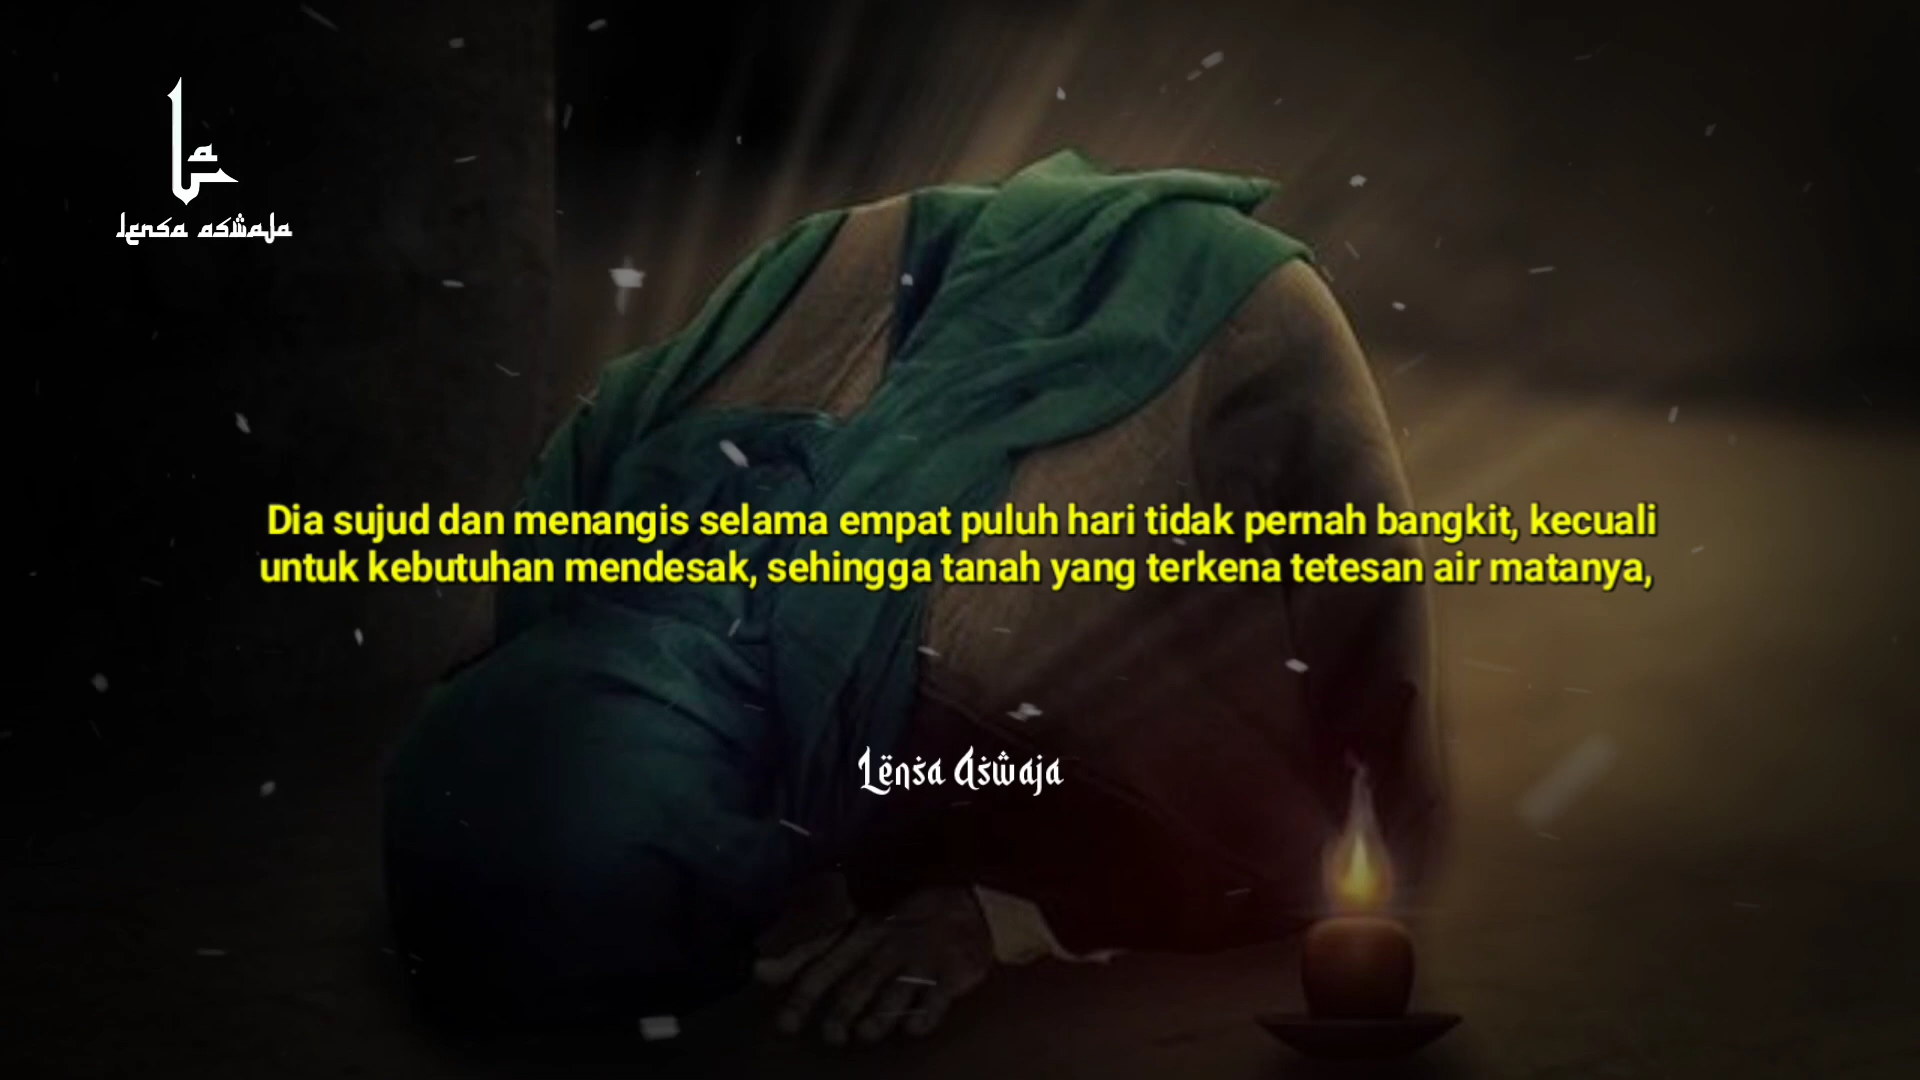 lensa aswaja
Dia sujud dan menangis selama empat puluh hari tidak pernah bangkit, kecuali
untuk kebutuhan mendesak, sehingga tanah yang terkena tetesan air matanya,
Lënsa Aswaja